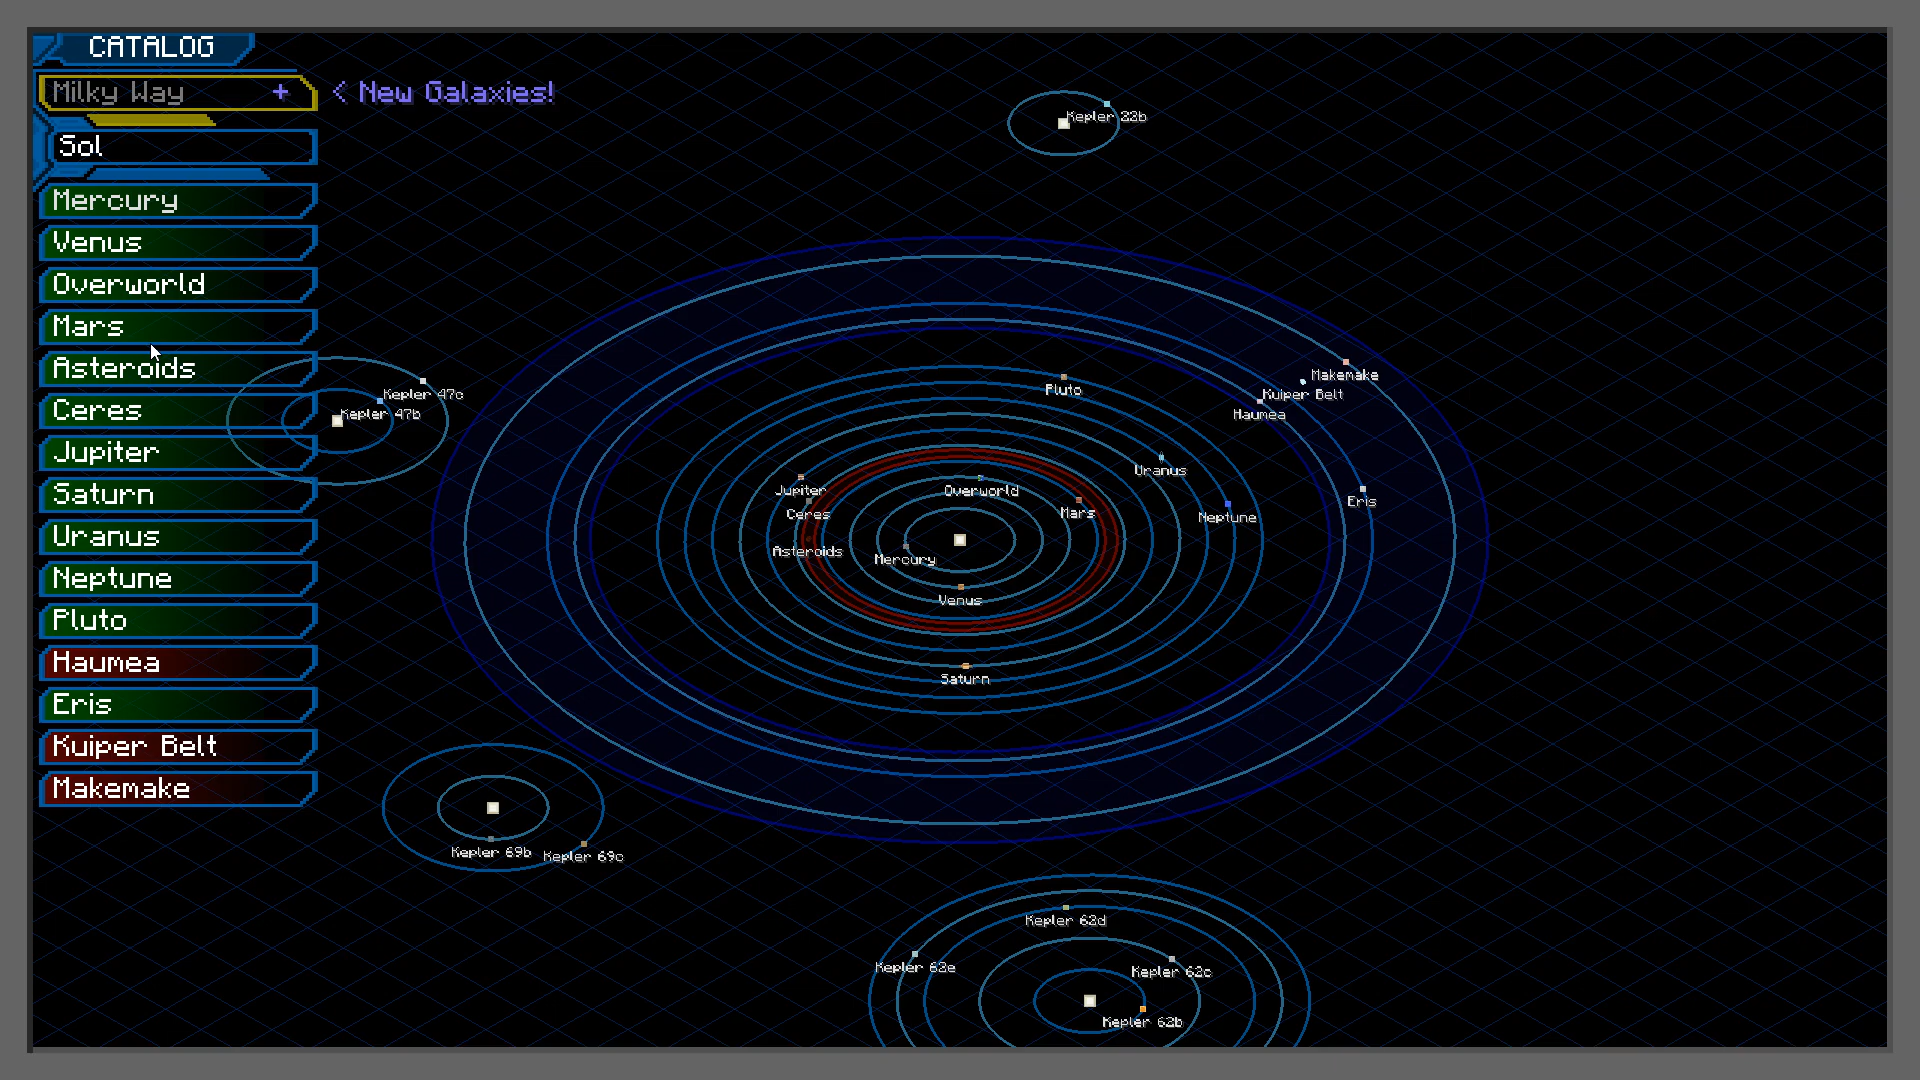 CATALOG
Milky Way +
< New Galaxies!
Sol
Mercury
Venus
Overworld
Mars
Asteroids
Ceres
Jupiter
Saturn
Uranus
Neptune
Pluto
Haumea
Eris
Kuiper Belt
Makemake
Kepler 22b
Kepler 47c
Kepler 47b
Makemake
Kuiper Belt
Haumea
Pluto
Uranus
Eris
Neptune
Jupiter
Overworld
Ceres
Mars
Asteroids
Mercury
Venus
Saturn
Kepler 69b
Kepler 69c
Kepler 62d
Kepler 62e
Kepler 62c
Kepler 62b